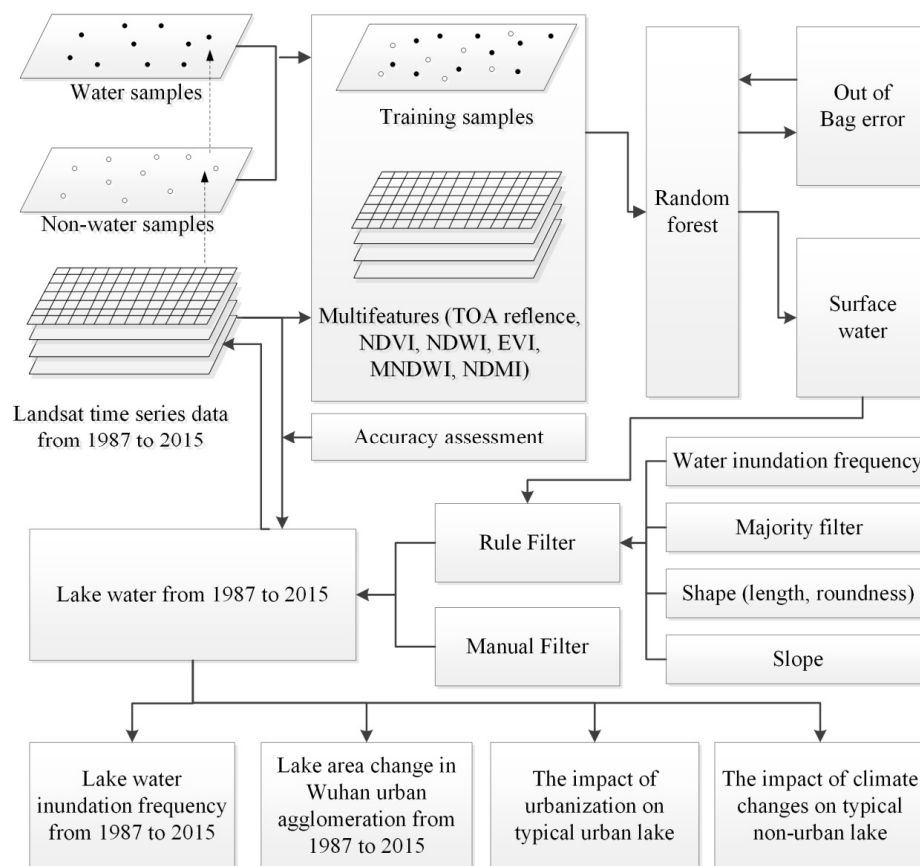 Water samples
Non-water samples
Landsat time series data
from 1987 to 2015
Training samples
Multifeatures (TOA reflence,
NDVI, NDWI, EVI,
MNDWI, NDMI)
Random
forest
Out of
Bag error
Surface
water
Accuracy assessment
Water inundation frequency
Majority filter
Shape (length, roundness)
Slope
Rule Filter
Manual Filter
Lake water from 1987 to 2015
Lake water
inundation frequency
from 1987 to 2015
Lake area change in
Wuhan urban
agglomeration from
1987 to 2015
The impact of
urbanization on
typical urban lake
The impact of climate
changes on typical
non-urban lake